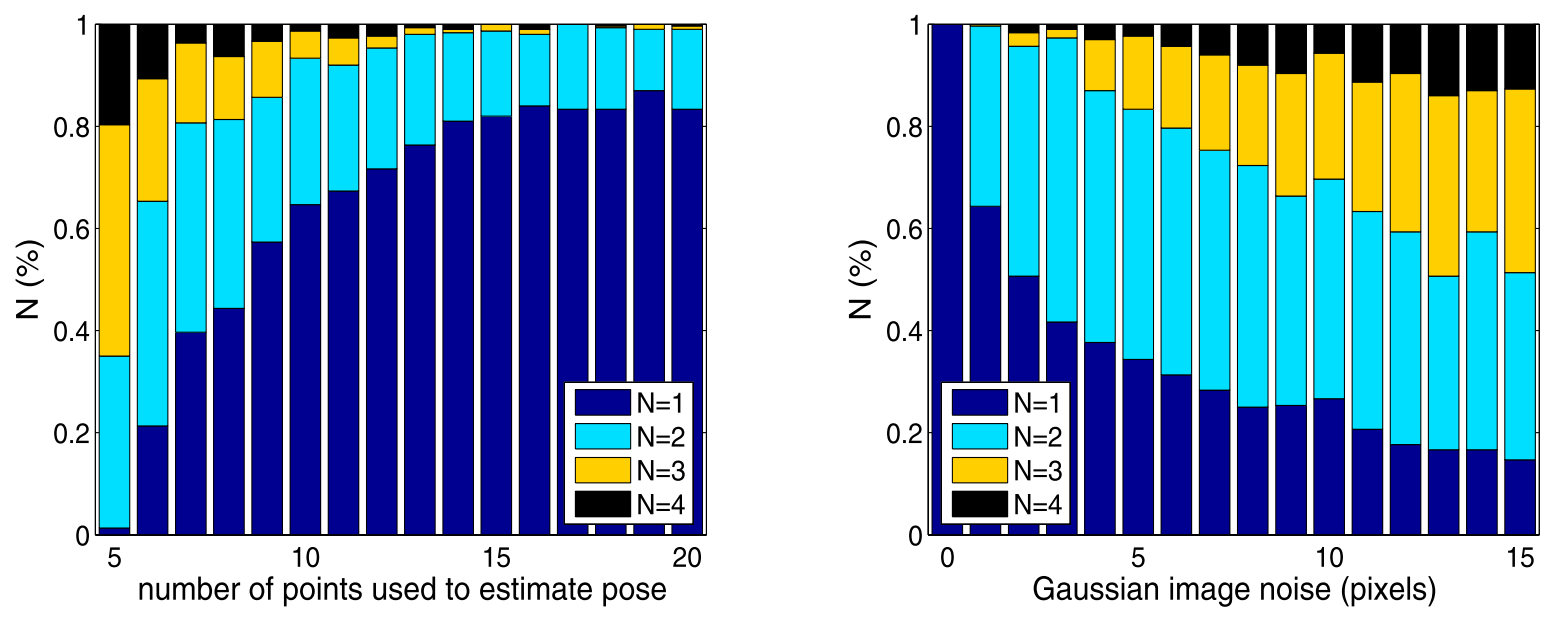 N (%)
1
0.8
0.6
0.4
0.2
0
5 10 15 20
number of points used to estimate pose
N=1
N=2
N=3
N=4
N (%)
1
0.8
0.6
0.4
0.2
0
0 5 10 15
Gaussian image noise (pixels)
N=1
N=2
N=3
N=4